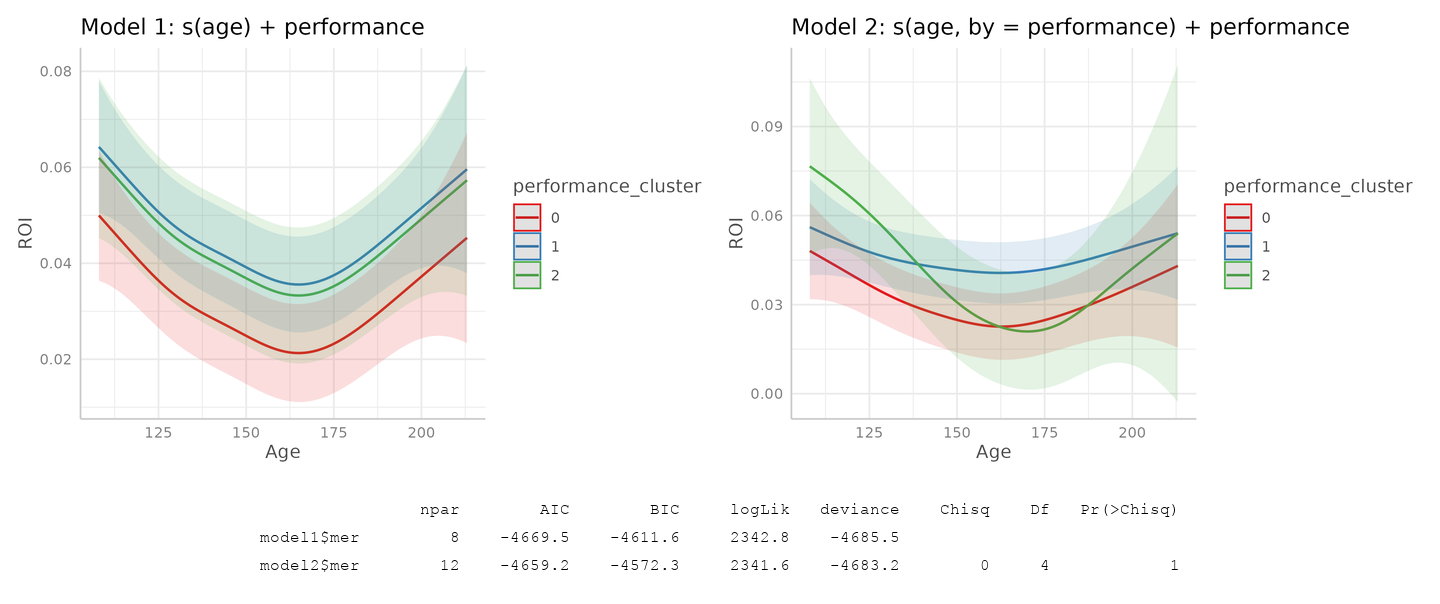 Model 1: s(age) + performance
0.08
0.06
0.04
0.02
ROI
125 150 175 200
Age
performance_cluster
0
1
2
Model 2: s(age, by = performance) + performance
0.09
0.06
0.03
0.00
ROI
125 150 175 200
Age
performance_cluster
0
1
2
npar AIC BIC logLik deviance Chisq Df Pr(>Chisq)
model1$mer 8 -4669.5 -4611.6 2342.8 -4685.5
model2$mer 12 -4659.2 -4572.3 2341.6 -4683.2 0 4 1